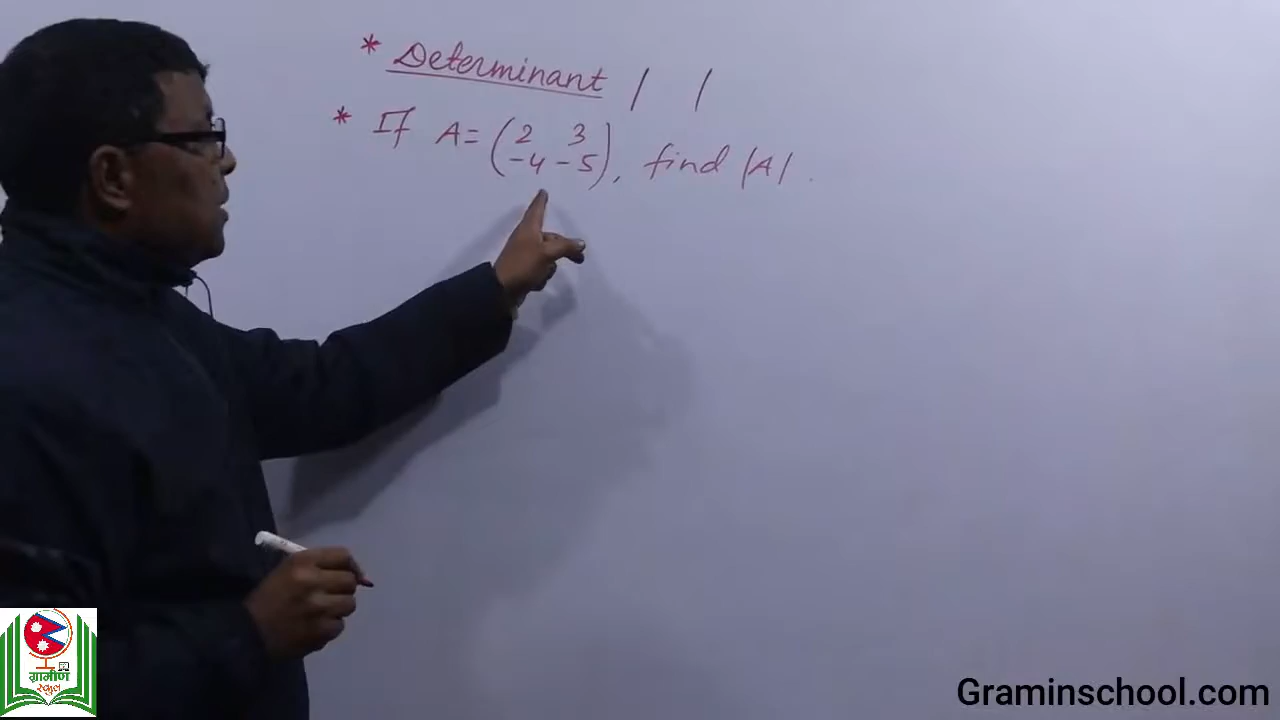 * Determinant | |
* If A = (2 3
-4 -5), find |A|.
ग्रामीण
स्कुल
Graminschool.com